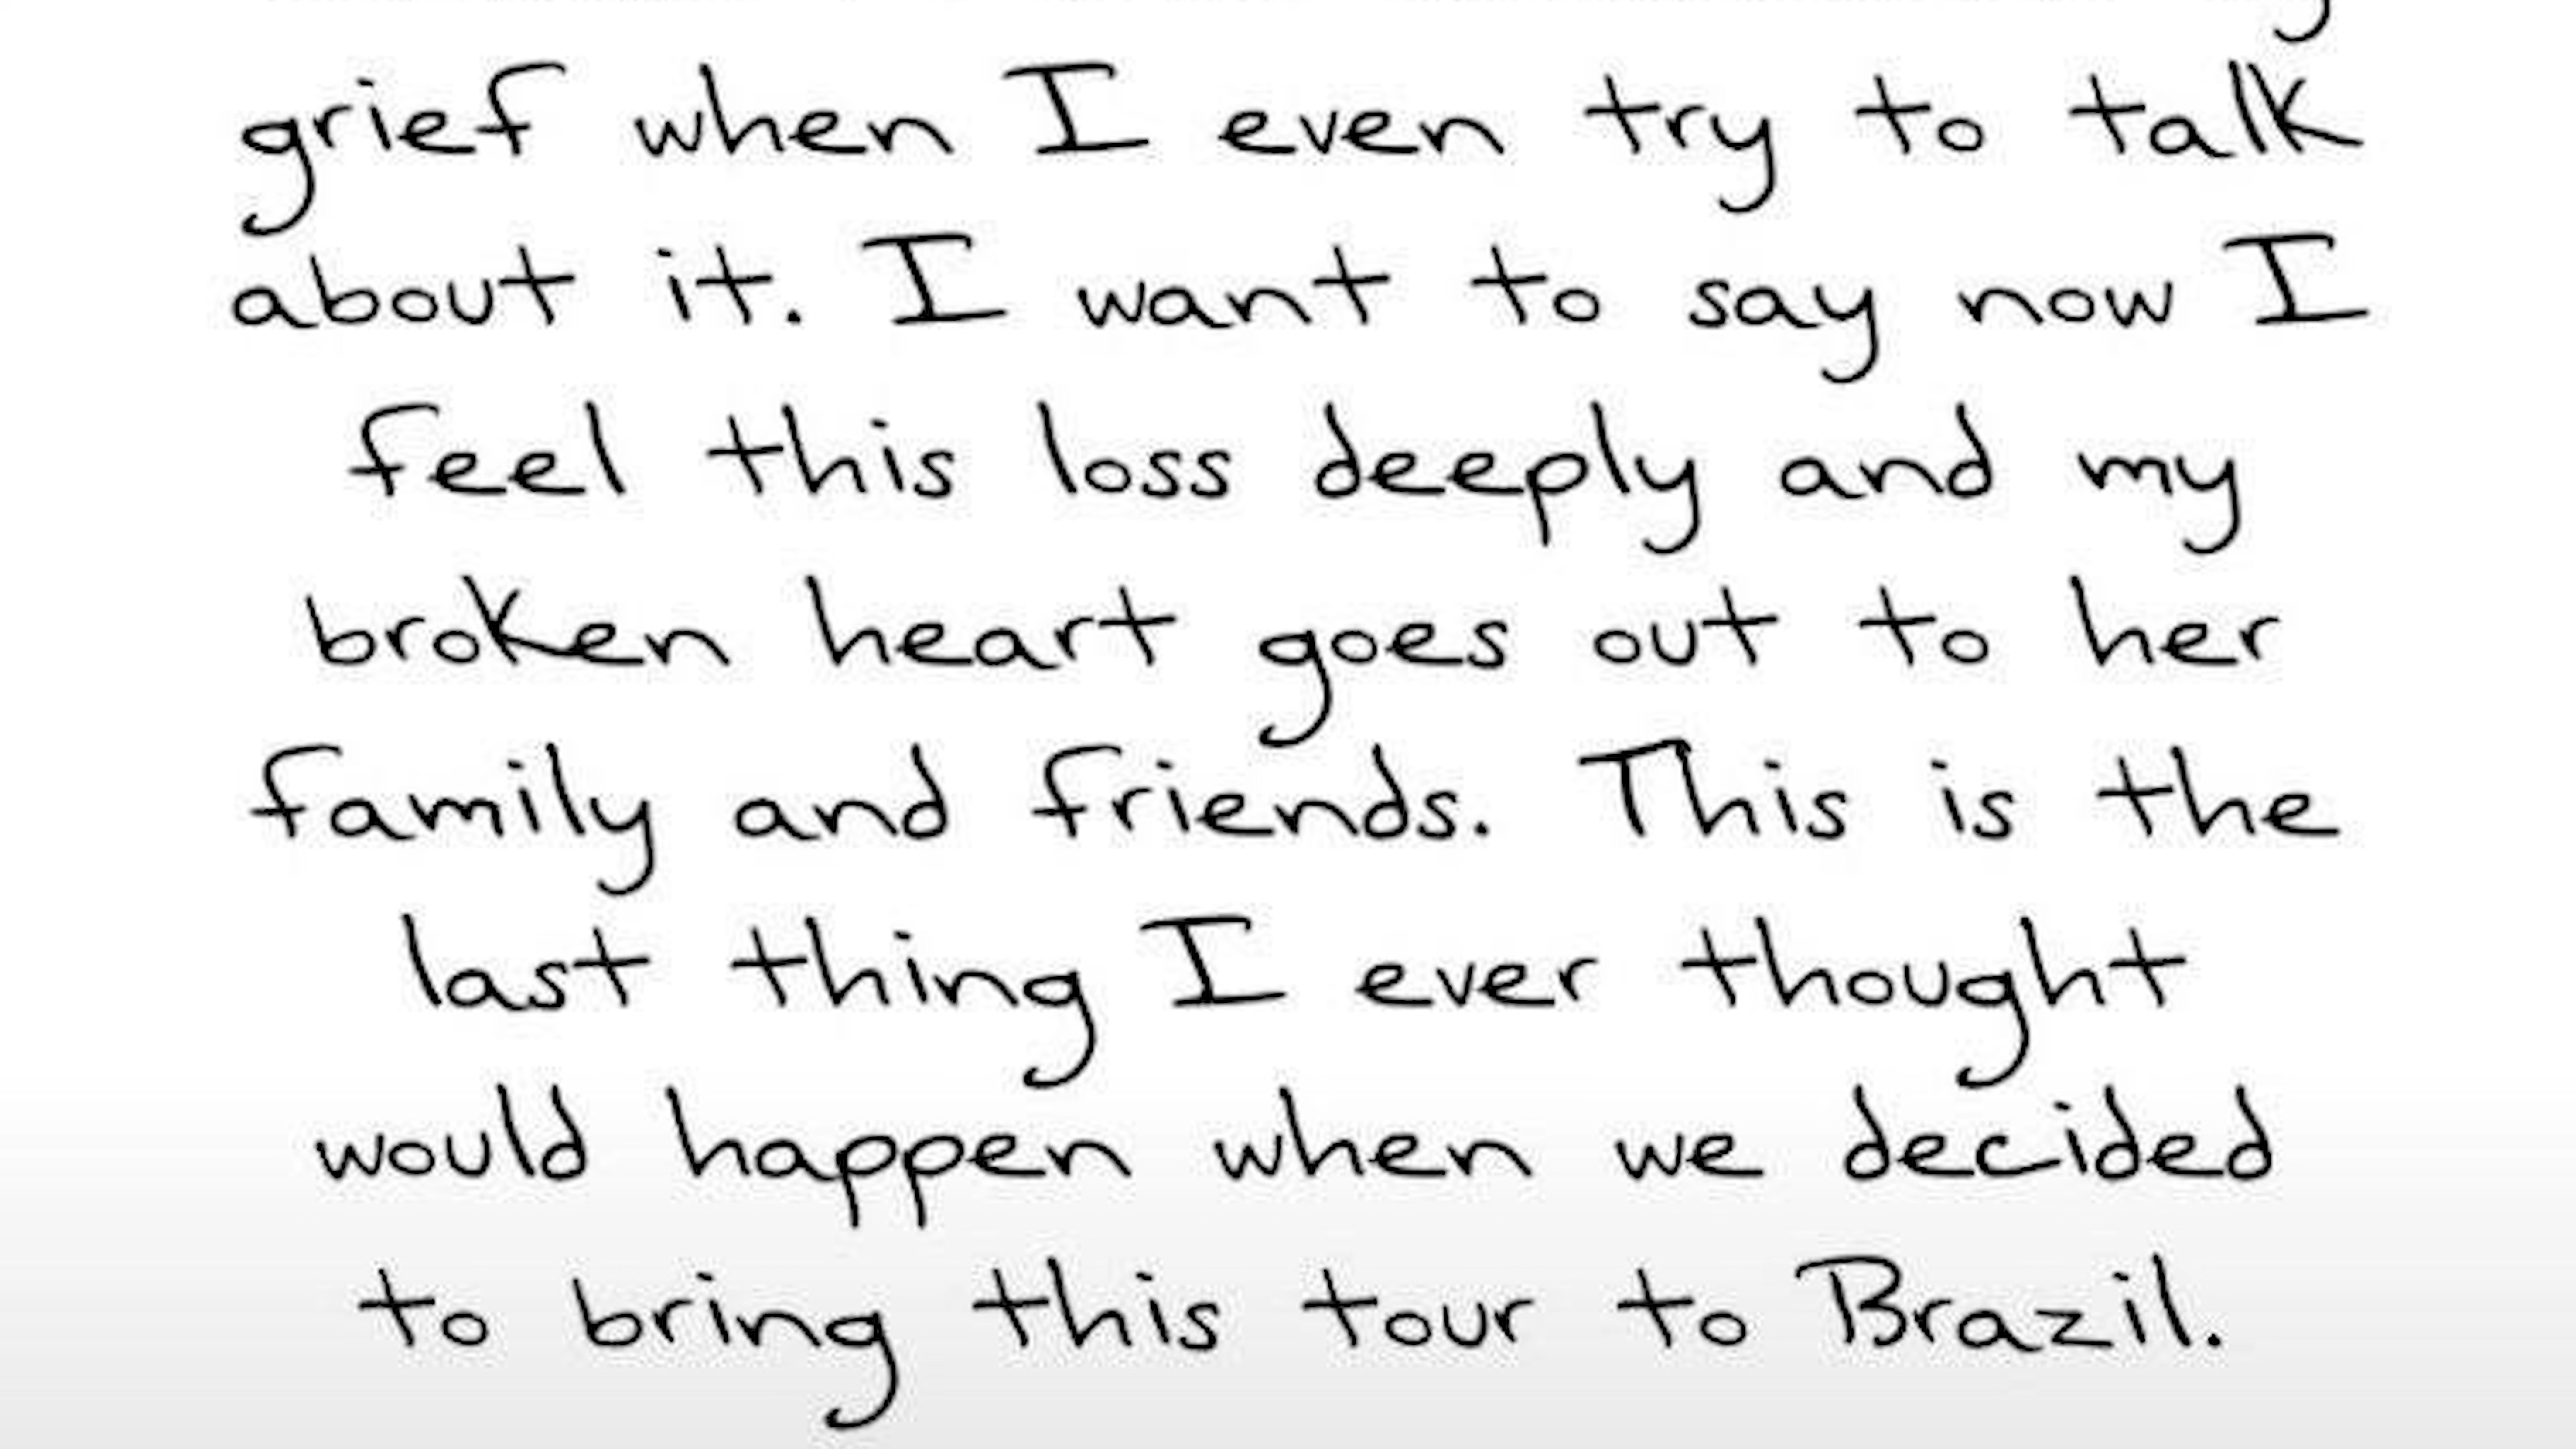 grief when I even try to talk
about it. I want to say now I
feel this loss deeply and my
broken heart goes out to her
family and friends. This is the
last thing I ever thought
would happen when we decided
to bring this tour to Brazil.